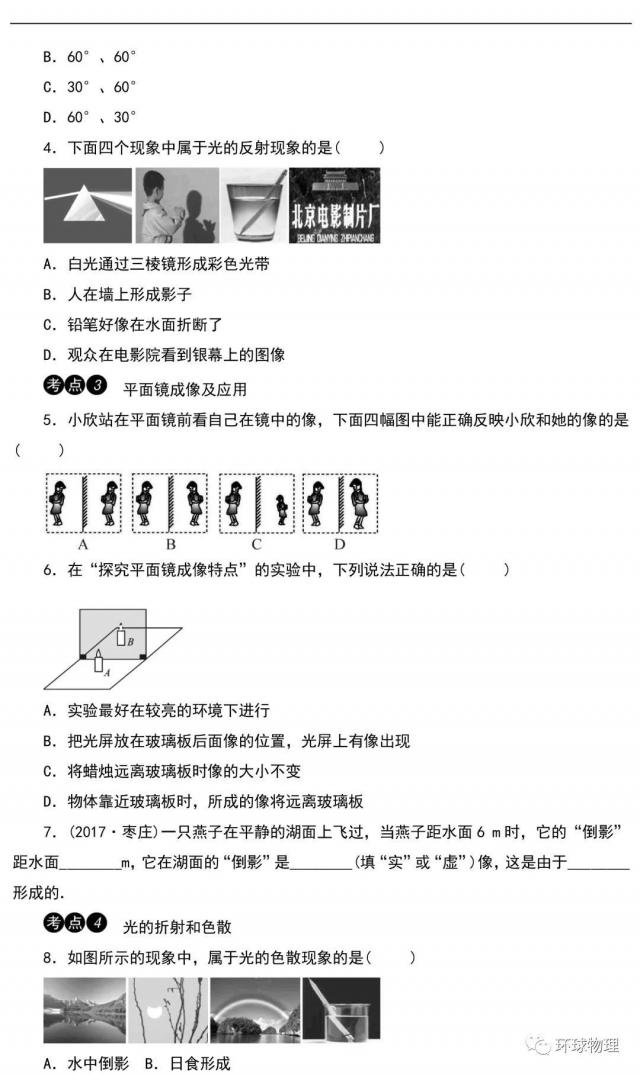 B. 60°、60°
C. 30°、60°
D. 60°、30°
4. 下面四个现象中属于光的反射现象的是(    )
北京电影制片厂
BEIJING DIANYING ZHIPIANCHANG
A. 白光通过三棱镜形成彩色光带
B. 人在墙上形成影子
C. 铅笔好像在水面折断了
D. 观众在电影院看到银幕上的图像
考点3 平面镜成像及应用
5. 小欣站在平面镜前看自己在镜中的像, 下面四幅图中能正确反映小欣和她的像的是
(    )
A B C D
6. 在“探究平面镜成像特点”的实验中, 下列说法正确的是(    )
B
A
A. 实验最好在较亮的环境下进行
B. 把光屏放在玻璃板后面像的位置, 光屏上有像出现
C. 将蜡烛远离玻璃板时像的大小不变
D. 物体靠近玻璃板时, 所成的像将远离玻璃板
7. (2017·枣庄)一只燕子在平静的湖面上飞过, 当燕子距水面 6 m 时, 它的“倒影”
距水面________m, 它在湖面的“倒影”是________(填“实”或“虚”)像, 这是由于________
形成的.
考点4 光的折射和色散
8. 如图所示的现象中, 属于光的色散现象的是(    )
A. 水中倒影 B. 日食形成
环球物理